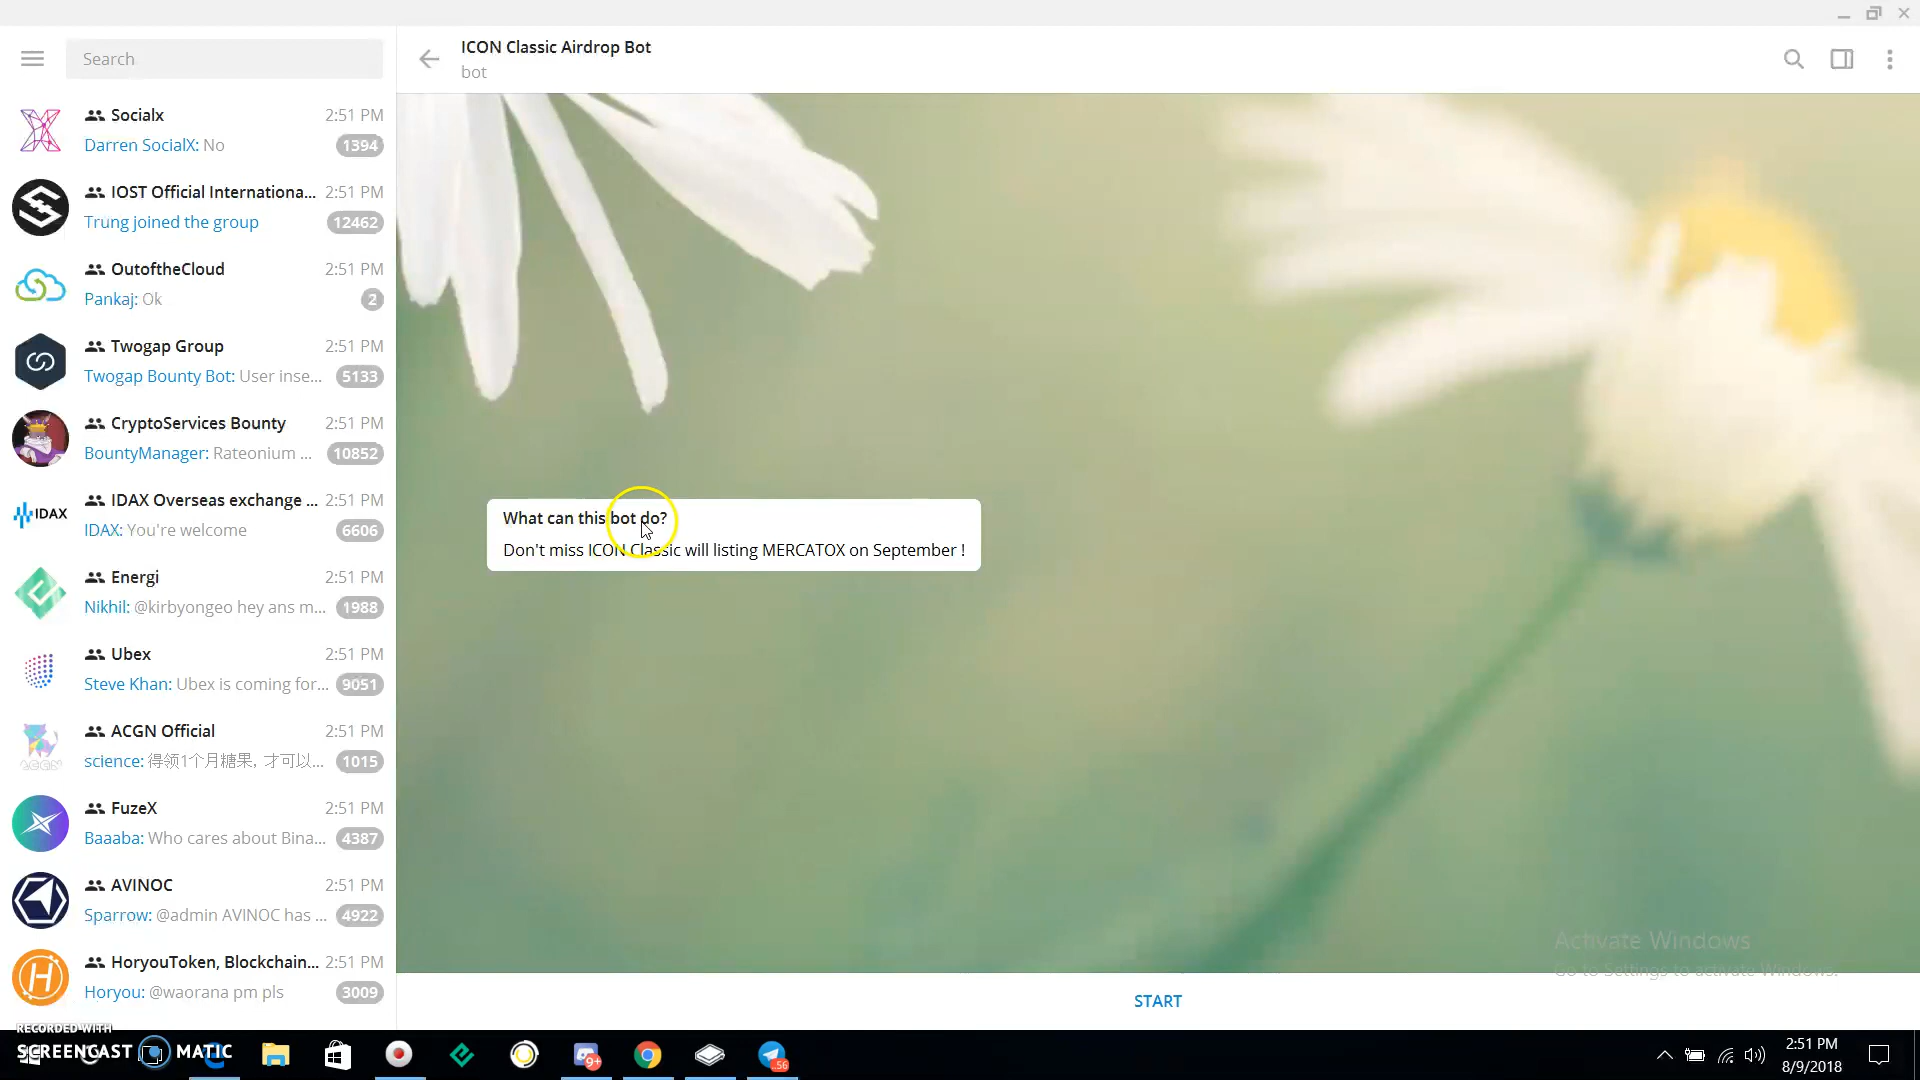 Search
ICON Classic Airdrop Bot
bot
Socialx 2:51 PM
Darren SocialX: No 1394
IOST Official Internationa... 2:51 PM
Trung joined the group 12462
OutoftheCloud 2:51 PM
Pankaj: Ok 2
Twogap Group 2:51 PM
Twogap Bounty Bot: User inse... 5133
CryptoServices Bounty 2:51 PM
BountyManager: Rateonium ... 10852
IDAX
IDAX Overseas exchange ... 2:51 PM
IDAX: You're welcome 6606
Energi 2:51 PM
Nikhil: @kirbyongeo hey ans m... 1988
Ubex 2:51 PM
Steve Khan: Ubex is coming for... 9051
ACGN Official 2:51 PM
science: 得领1个月糖果, 才可以... 1015
FuzeX 2:51 PM
Baaaba: Who cares about Bina... 4387
AVINOC 2:51 PM
Sparrow: @admin AVINOC has ... 4922
HoryouToken, Blockchain... 2:51 PM
Horyou: @waorana pm pls 3009
What can this bot do?
Don't miss ICON Classic will listing MERCATOX on September !
Activate Windows
Go to Settings to activate Windows.
START
RECORDED WITH
SCREENCAST MATIC
9+
56
2:51 PM
8/9/2018